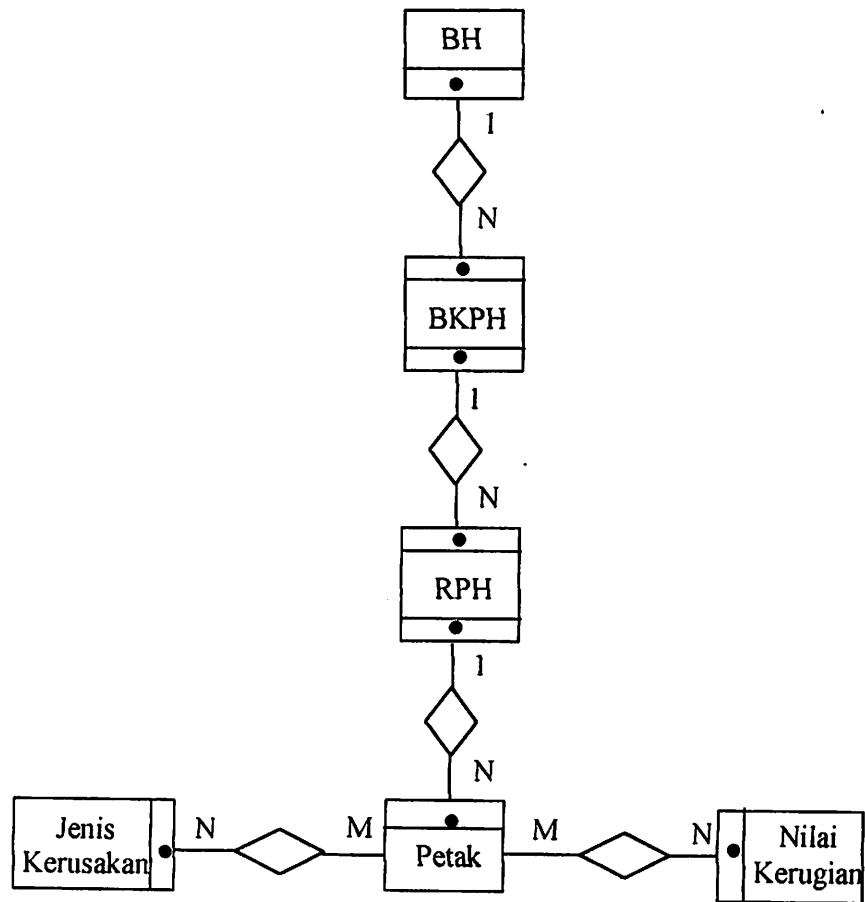 BH
1
N
BKPH
1
N
RPH
1
N
Jenis
Kerusakan
N
M
Petak
M
N
Nilai
Kerugian